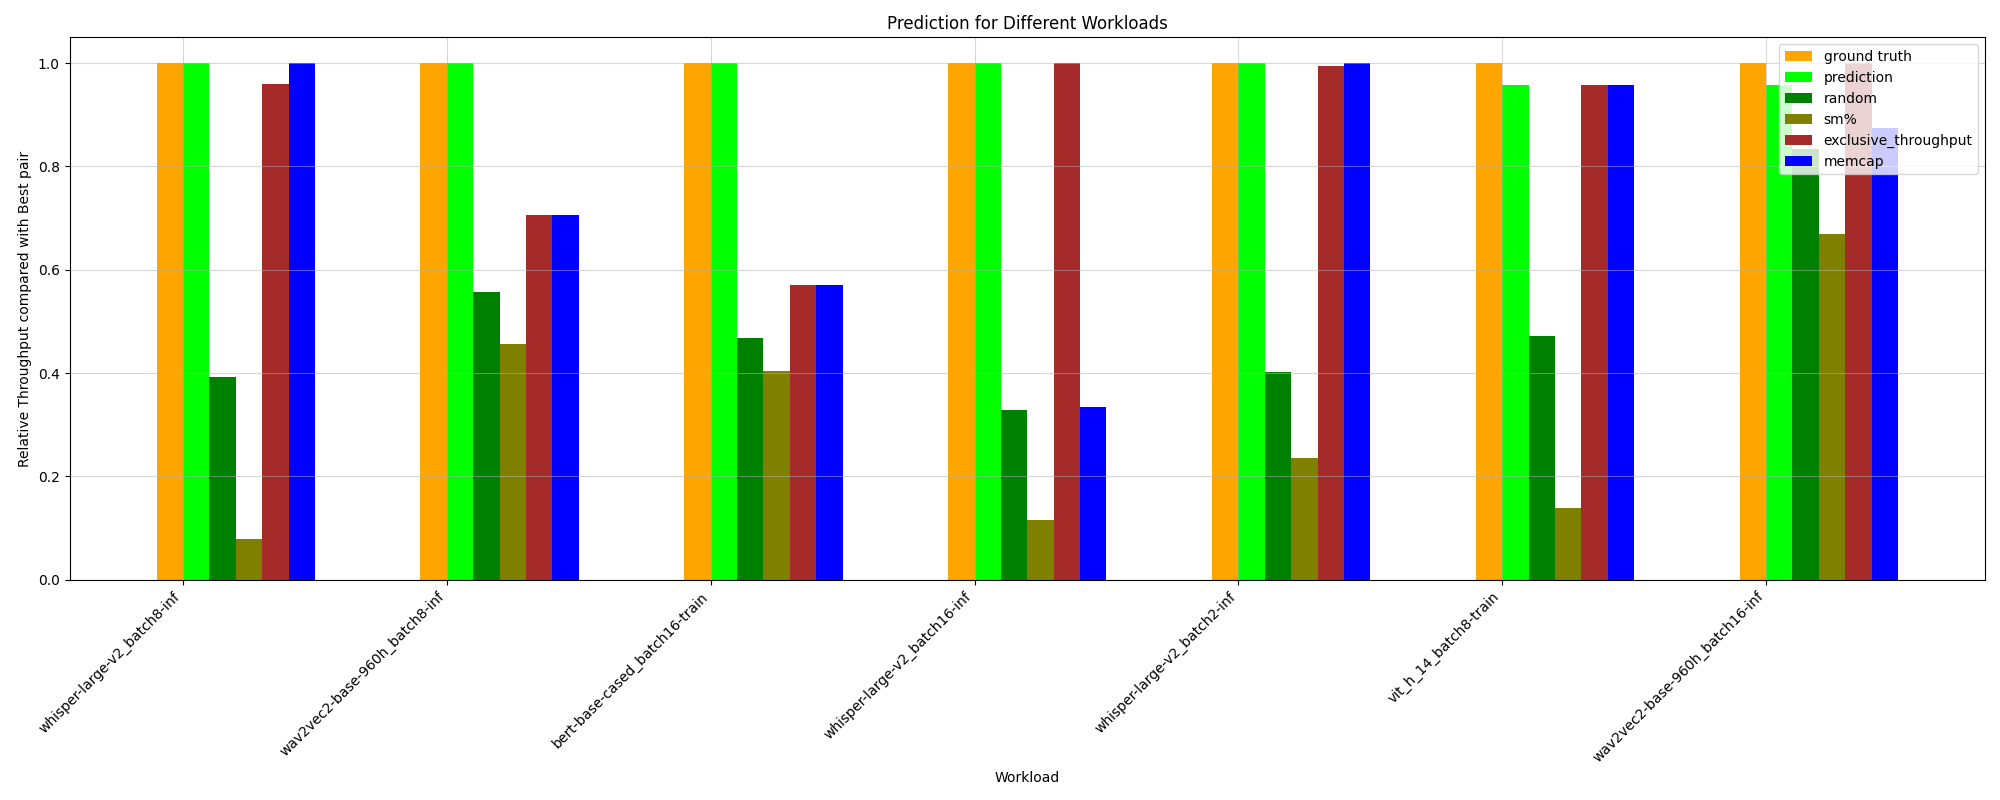 Prediction for Different Workloads
ground truth
prediction
random
sm%
exclusive_throughput
memcap
Relative Throughput compared with Best pair
1.0
0.8
0.6
0.4
0.2
0.0
whisper-large-v2_batch8-inf
wav2vec2-base-960h_batch8-inf
bert-base-cased_batch16-train
whisper-large-v2_batch16-inf
whisper-large-v2_batch2-inf
vit_h_14_batch8-train
wav2vec2-base-960h_batch16-inf
Workload